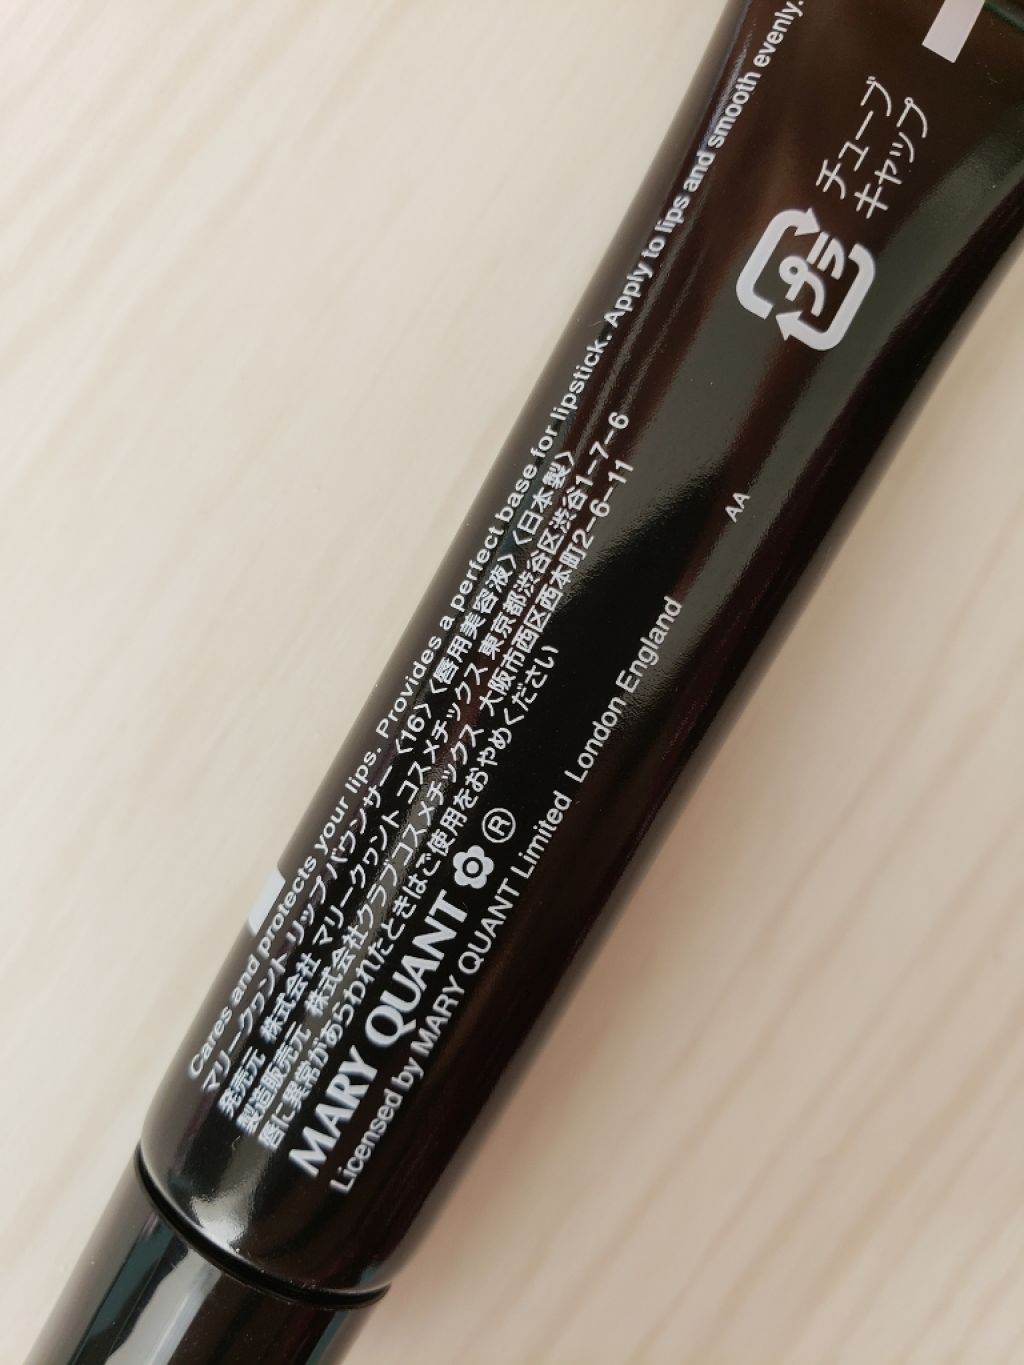 Cares and protects your lips. Provides a perfect base for lipstick. Apply to lips and smooth evenly.
マリークヮント リップ バウンサー〈16〉〈唇用美容液〉〈日本製〉
発売元 株式会社 マリークヮント コスメチックス 東京都渋谷区渋谷1-7-6
製造販売元 株式会社クラブコスメチックス 大阪市西区西本町2-6-11
唇に異常があらわれたときはご使用をおやめください
MARY QUANT ®
Licensed by MARY QUANT Limited London England
AA
プラ
チューブ
キャップ